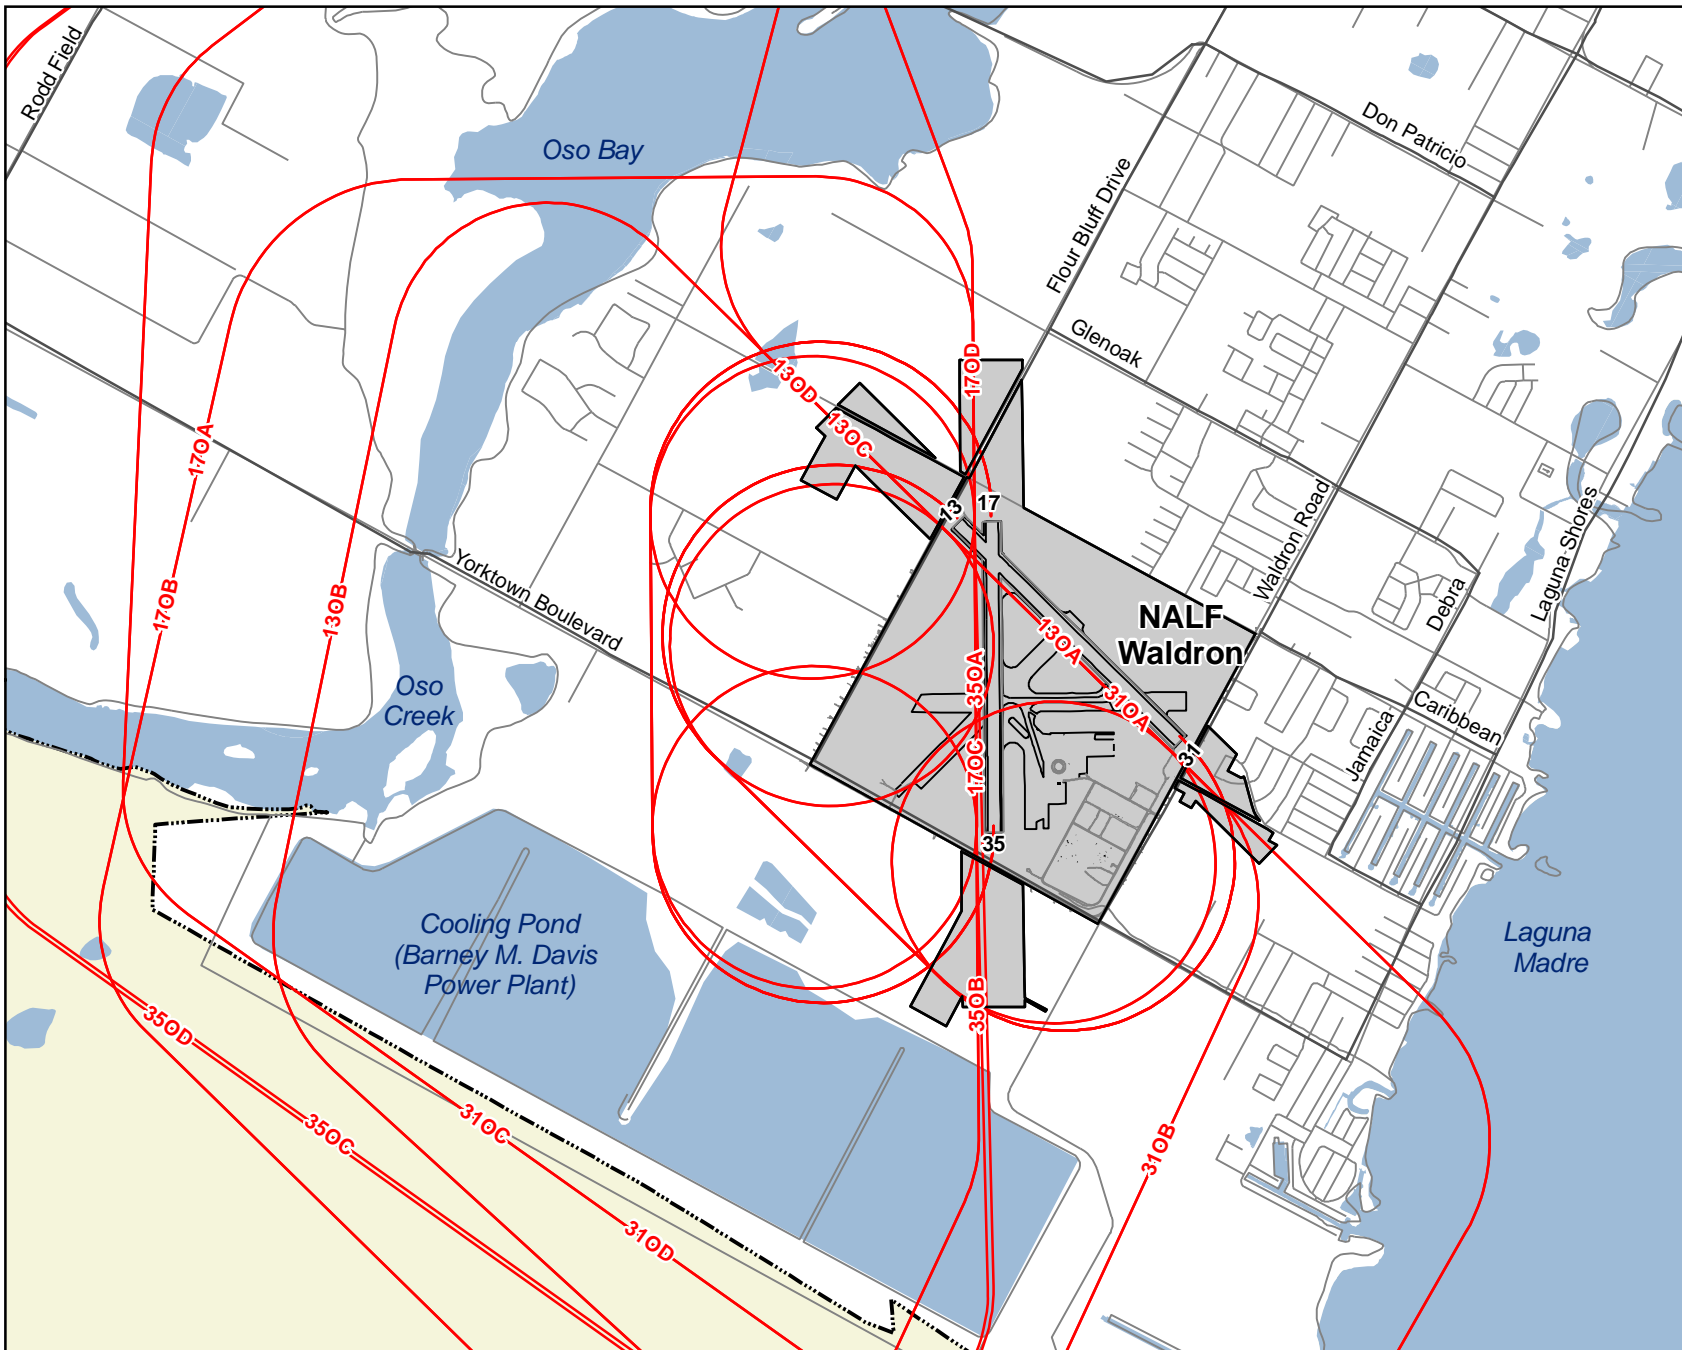 Rodd Field
Oso Bay
Don Patricio
Flour Bluff Drive
Glenoak
17OD
13OD
13OC
17OA
13
17
Waldron Road
Laguna Shores
Yorktown Boulevard
17OB
13OB
Debra
NALF
Waldron
13OA
35OA
31OA
Oso
Creek
Caribbean
Jamaica
17OC
31
35
Cooling Pond
(Barney M. Davis
Power Plant)
Laguna
Madre
35OB
35OD
35OC
31OC
31OB
31OD